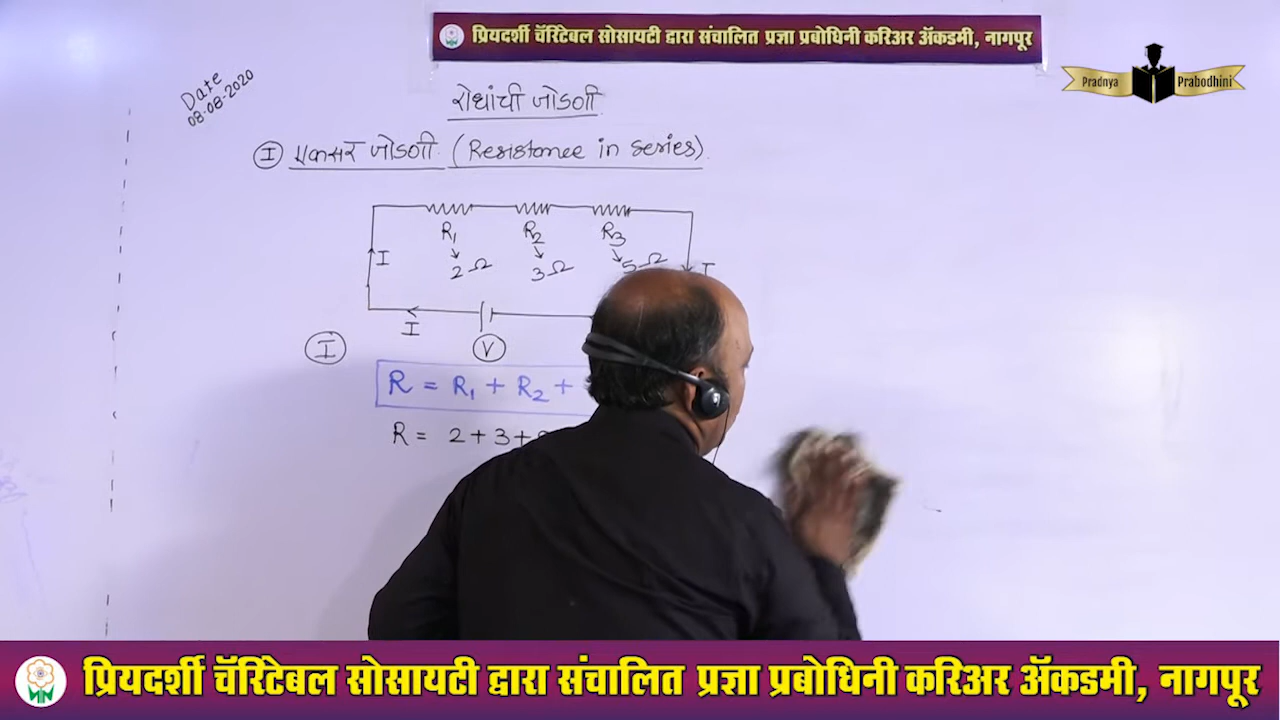 प्रियदर्शी चॅरिटेबल सोसायटी द्वारा संचालित प्रज्ञा प्रबोधिनी करिअर ॲकडमी, नागपूर
Pradnya Prabodhini
Date
08-08-2020
रोधांची जोडणी
I एकसर जोडणी (Resistance in series)
R1 R2 R3
I 2Ω 3Ω 5Ω I
I
I V
R = R1 + R2 +
R = 2+3+
प्रियदर्शी चॅरिटेबल सोसायटी द्वारा संचालित प्रज्ञा प्रबोधिनी करिअर ॲकडमी, नागपूर